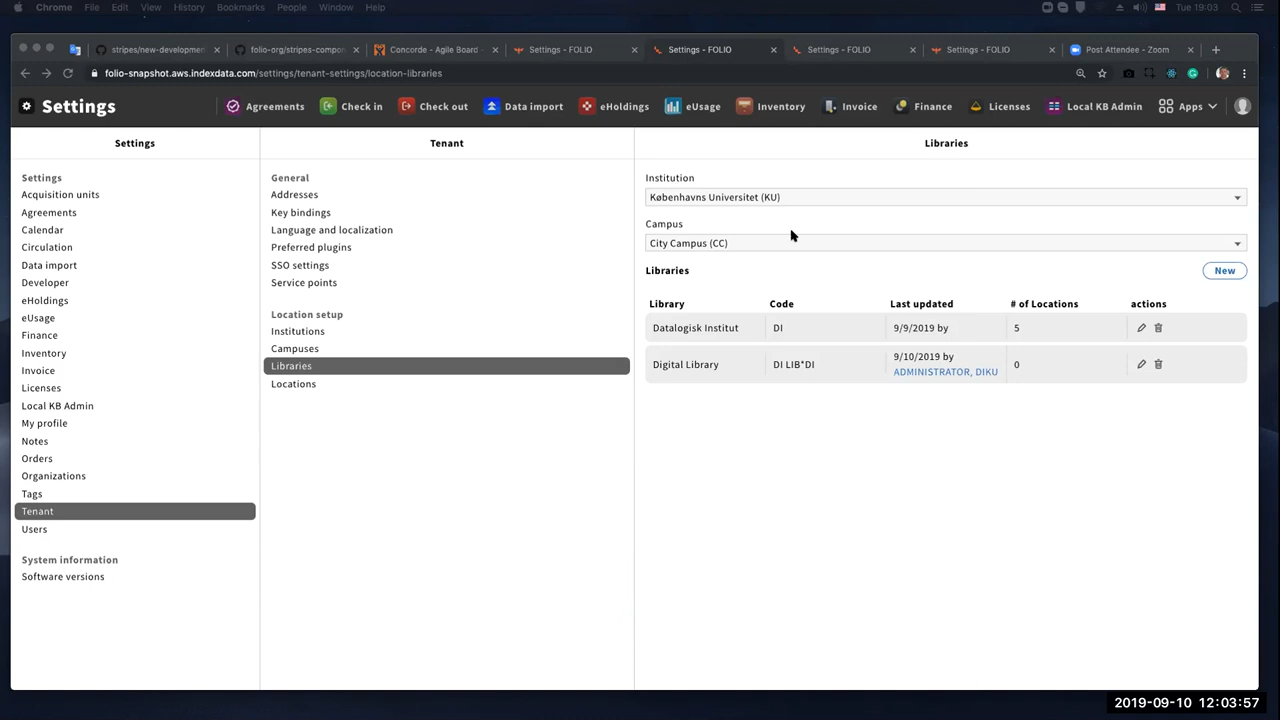 Chrome File Edit View History Bookmarks People Window Help Tue 19:03
stripes/new-developmen folio-org/stripes-compon Concorde - Agile Board - Settings - FOLIO Settings - FOLIO Settings - FOLIO Settings - FOLIO Post Attendee - Zoom
folio-snapshot.aws.indexdata.com/settings/tenant-settings/location-libraries
Settings Agreements Check in Check out Data import eHoldings eUsage Inventory Invoice Finance Licenses Local KB Admin Apps
Settings
Settings
Acquisition units
Agreements
Calendar
Circulation
Data import
Developer
eHoldings
eUsage
Finance
Inventory
Invoice
Licenses
Local KB Admin
My profile
Notes
Orders
Organizations
Tags
Tenant
Users
System information
Software versions
Tenant
General
Addresses
Key bindings
Language and localization
Preferred plugins
SSO settings
Service points
Location setup
Institutions
Campuses
Libraries
Locations
Libraries
Institution
Københavns Universitet (KU)
Campus
City Campus (CC)
Libraries New
Library Code Last updated # of Locations actions
Datalogisk Institut DI 9/9/2019 by 5
Digital Library DI LIB*DI 9/10/2019 by 0
ADMINISTRATOR, DIKU
2019-09-10 12:03:57